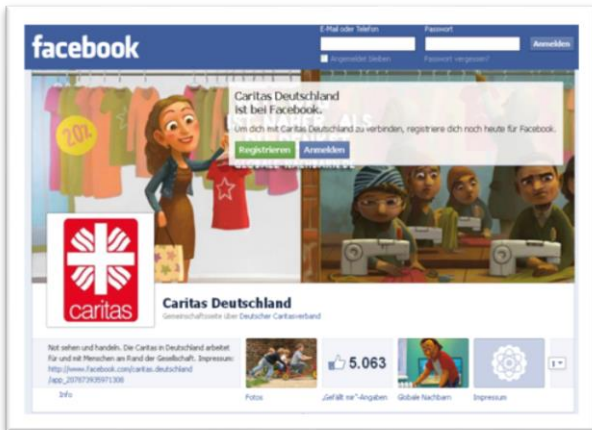 facebook
E-Mail oder Telefon
Passwort
Anmelden
Angemeldet bleiben
Passwort vergessen?
20%
Caritas Deutschland
ist bei Facebook.
Um dich mit Caritas Deutschland zu verbinden, registriere dich noch heute für Facebook.
Registrieren
Anmelden
caritas
Caritas Deutschland
Gemeinschaftsseite über Deutscher Caritasverband
Not sehen und handeln. Die Caritas in Deutschland arbeitet
für und mit Menschen am Rand der Gesellschaft. Impressum:
http://www.facebook.com/caritas.deutschland
/app_207873935971308
Info
5.063
1
Fotos
„Gefällt mir“-Angaben
Globale Nachbarn
Impressum